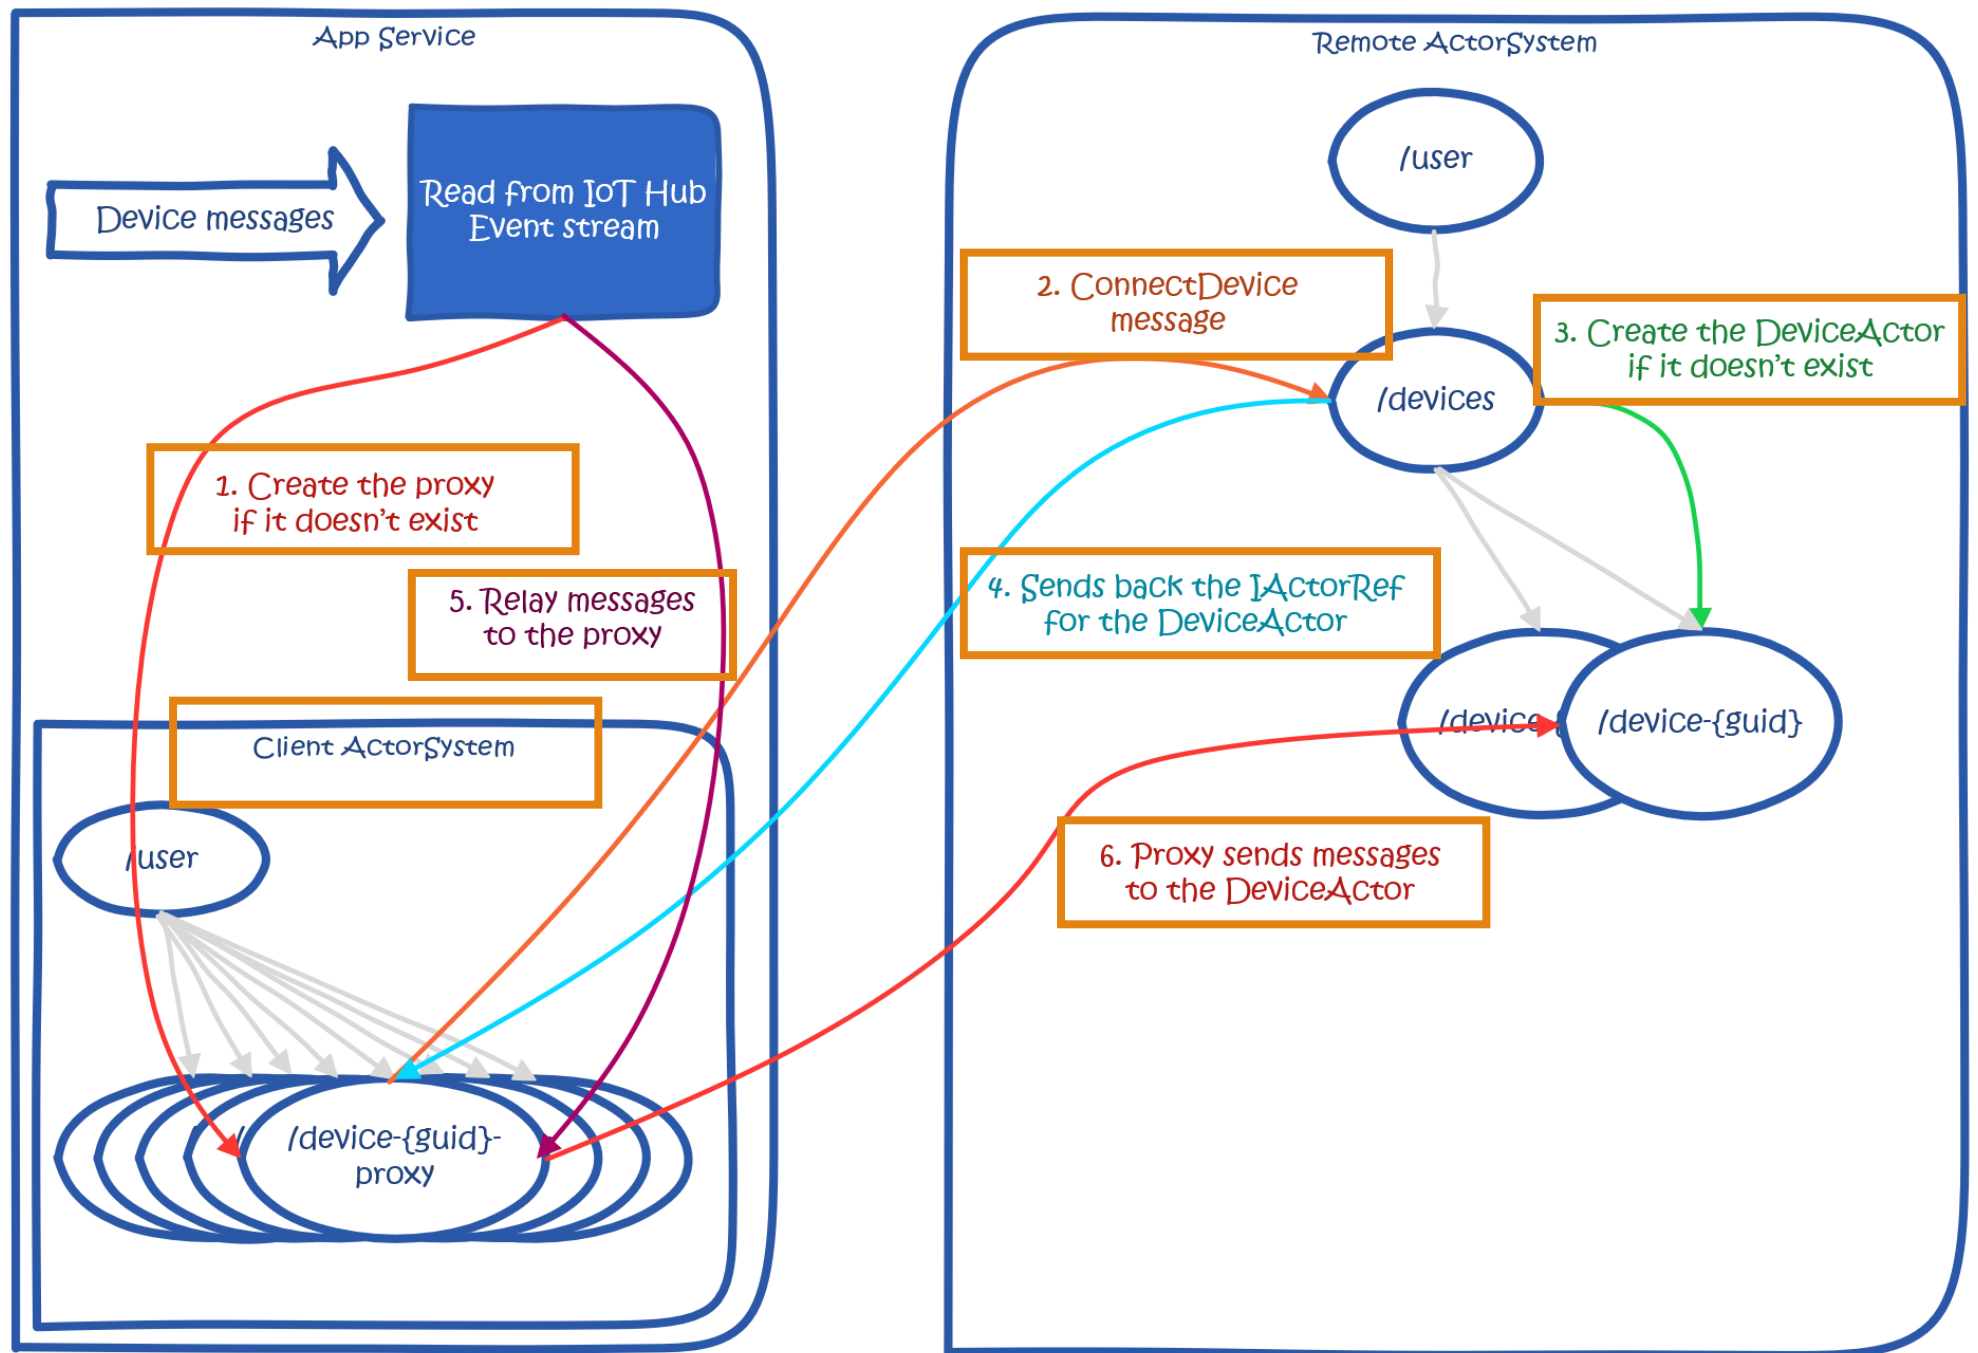 App Service
Device messages
Read from IoT Hub
Event stream
1. Create the proxy
if it doesn't exist
5. Relay messages
to the proxy
Client ActorSystem
/user
/device-{guid}-
proxy
Remote ActorSystem
/user
2. ConnectDevice
message
/devices
3. Create the DeviceActor
if it doesn't exist
4. Sends back the IActorRef
for the DeviceActor
/device-{
/device-{guid}
6. Proxy sends messages
to the DeviceActor